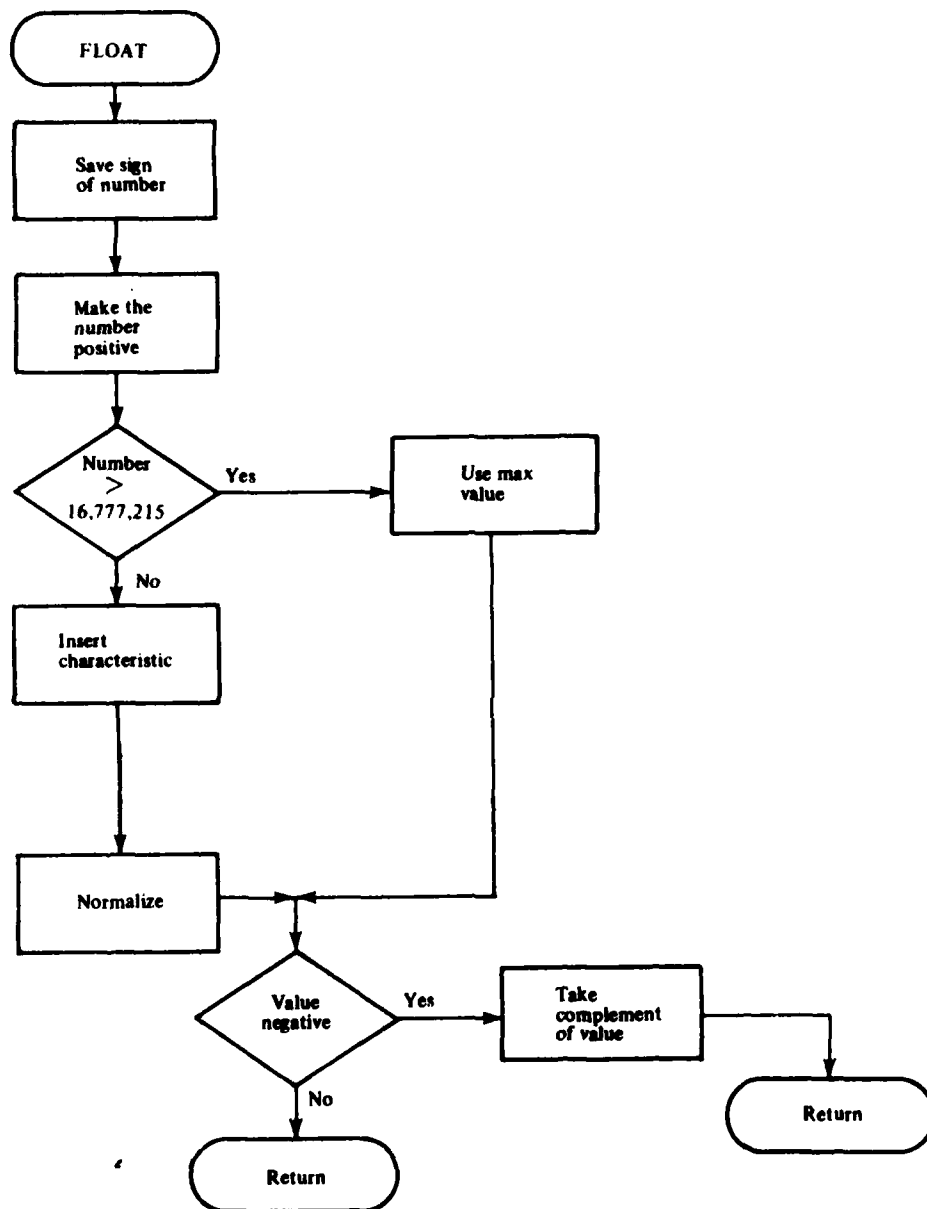 FLOAT
Save sign
of number
Make the
number
positive
Number
>
16,777,215
Yes
Use max
value
No
Insert
characteristic
Normalize
Value
negative
Yes
Take
complement
of value
No
Return
Return